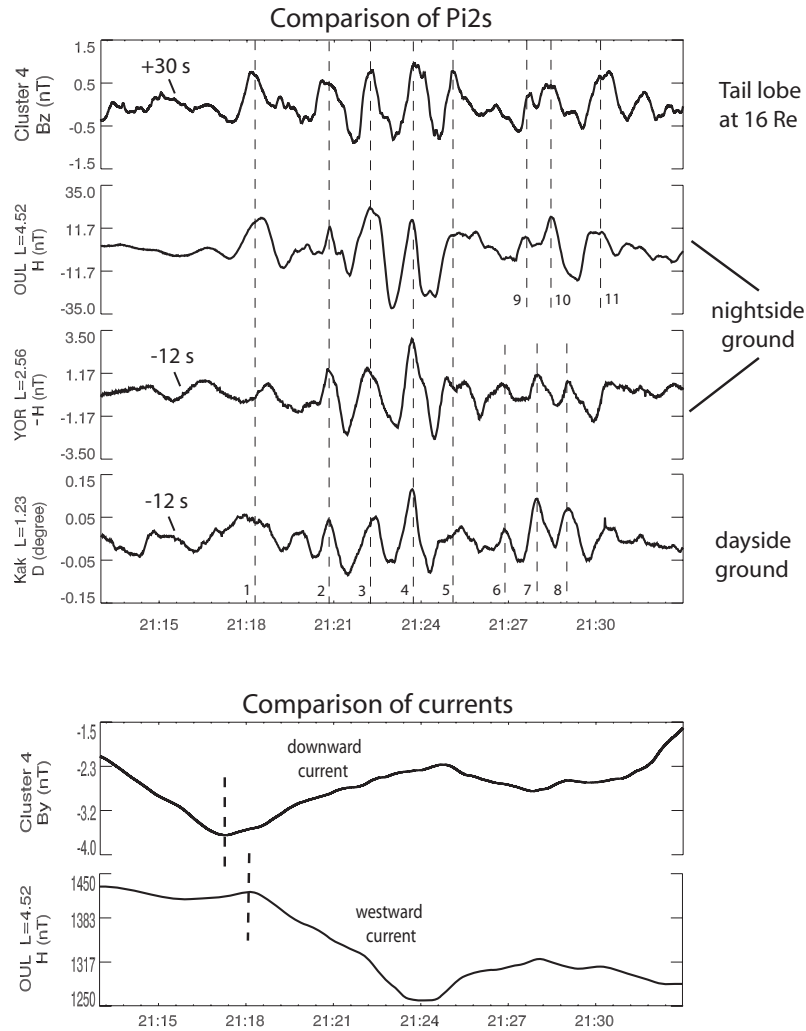 Comparison of Pi2s
Cluster 4
Bz (nT)
1.5
0.5
-0.5
-1.5
+30 s
Tail lobe
at 16 Re
OUL L=4.52
H (nT)
35.0
11.7
-11.7
-35.0
9
10
11
nightside
ground
YOR L=2.56
-H (nT)
3.50
1.17
-1.17
-3.50
-12 s
Kak L=1.23
D (degree)
0.15
0.05
-0.05
-0.15
-12 s
dayside
ground
1
2
3
4
5
6
7
8
21:15
21:18
21:21
21:24
21:27
21:30
Comparison of currents
Cluster 4
By (nT)
-1.5
-2.3
-3.2
-4.0
downward
current
OUL L=4.52
H (nT)
1450
1383
1317
1250
westward
current
21:15
21:18
21:21
21:24
21:27
21:30